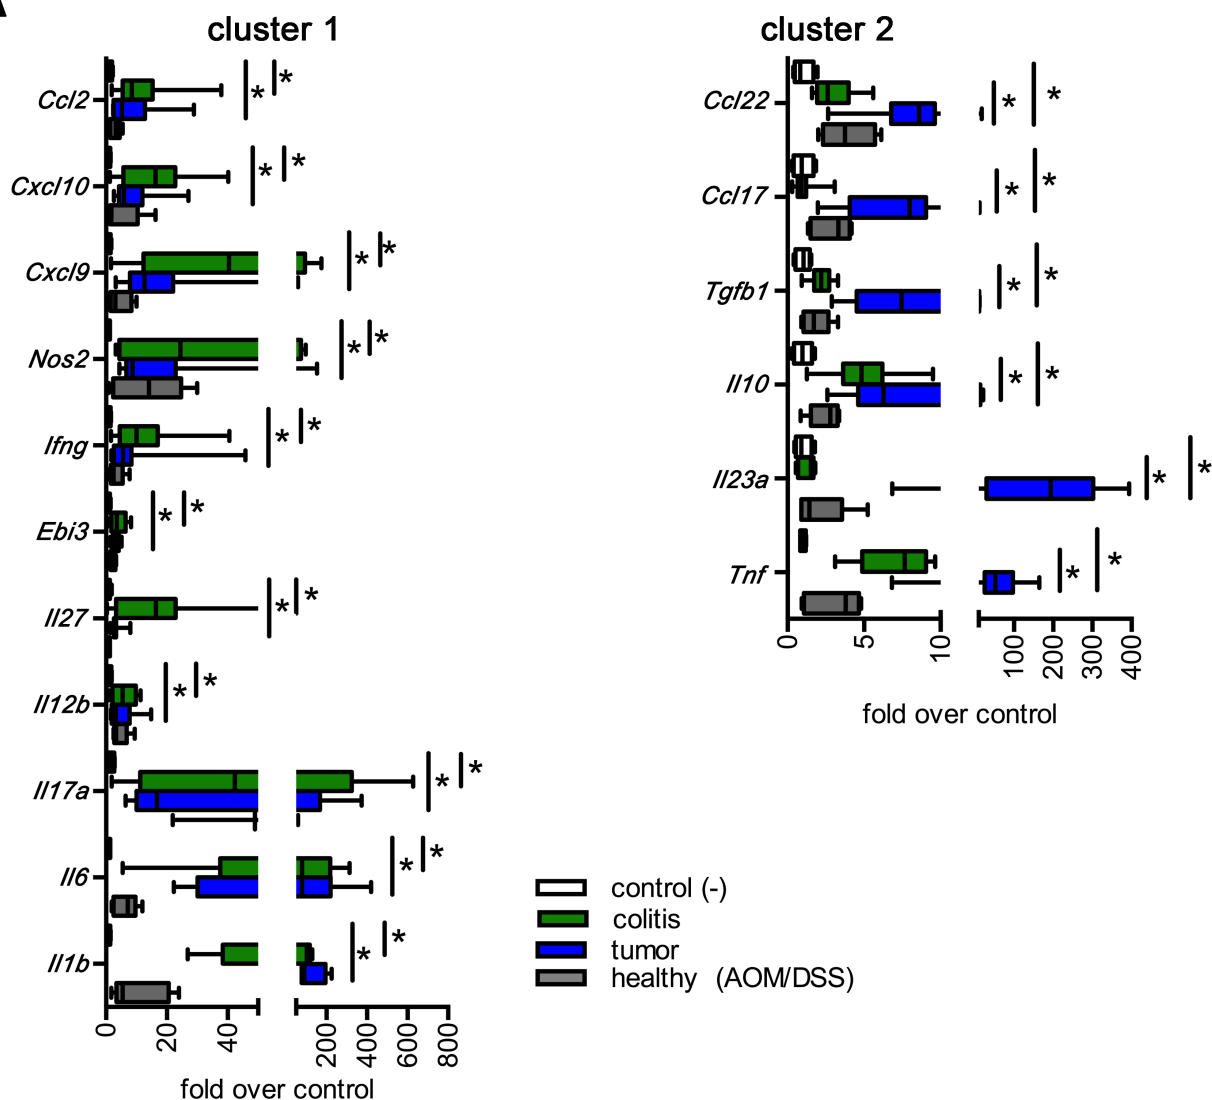 cluster 1
Ccl2
Cxcl10
Cxcl9
Nos2
Ifng
Ebi3
Il27
Il12b
Il17a
Il6
Il1b
* *
* *
* *
* *
* *
* *
* *
* *
* *
* *
* *
0 20 40 200 400 600 800
fold over control
cluster 2
Ccl22
Ccl17
Tgfb1
Il10
Il23a
Tnf
* *
* *
* *
* *
* *
* *
0 5 10 100 200 300 400
fold over control
control (-)
colitis
tumor
healthy (AOM/DSS)